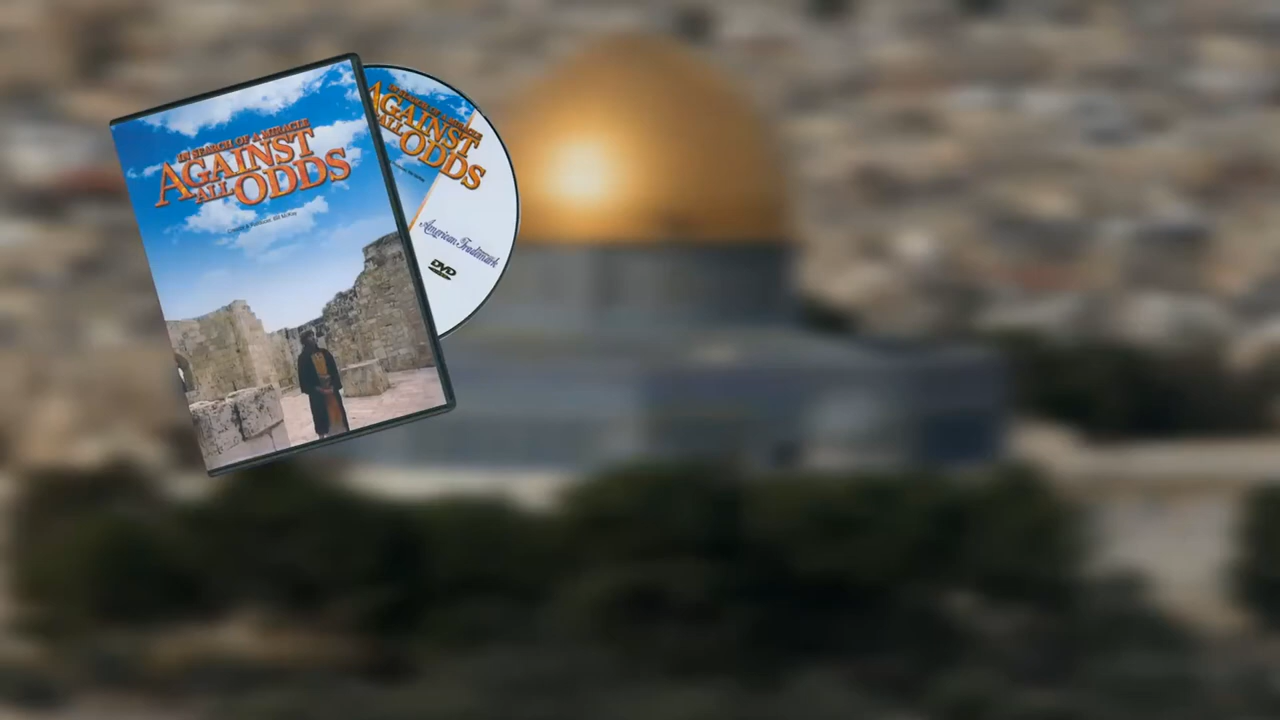 IN SEARCH OF A MIRACLE
AGAINST
ALL ODDS
IN SEARCH OF A MIRACLE
AGAINST
ALL ODDS
American Trademark
DVD